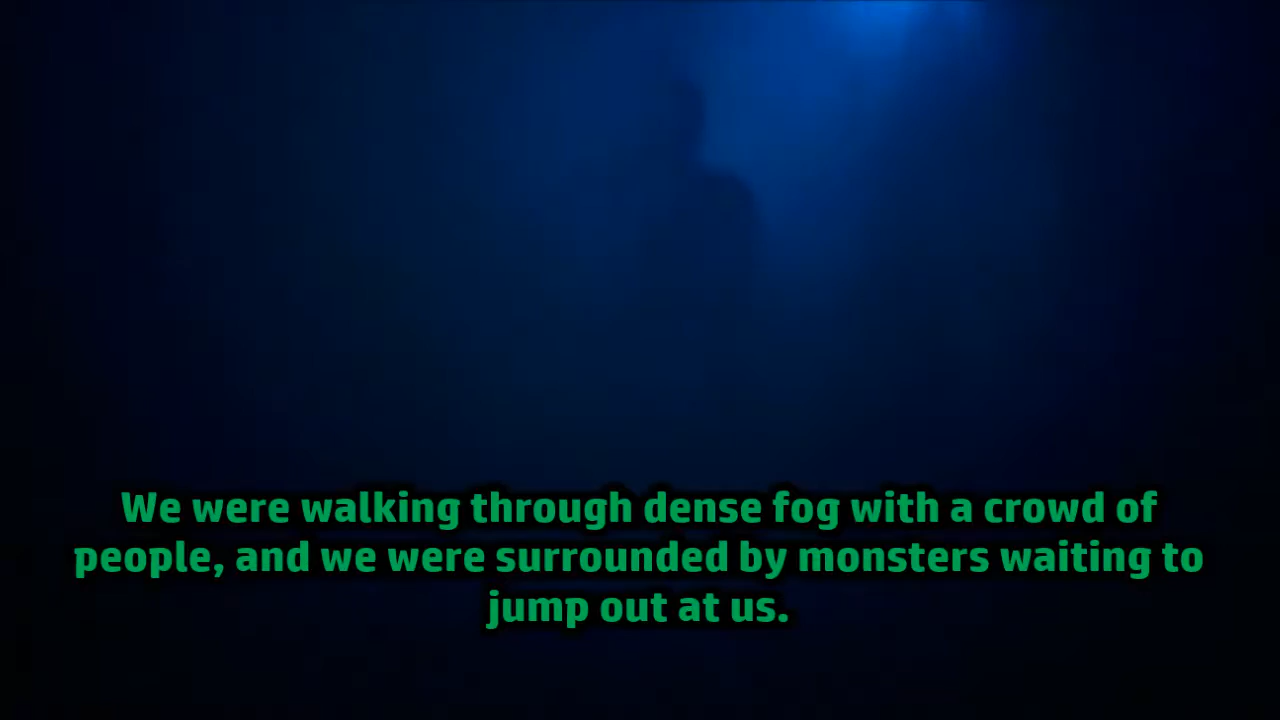 We were walking through dense fog with a crowd of
people, and we were surrounded by monsters waiting to
jump out at us.